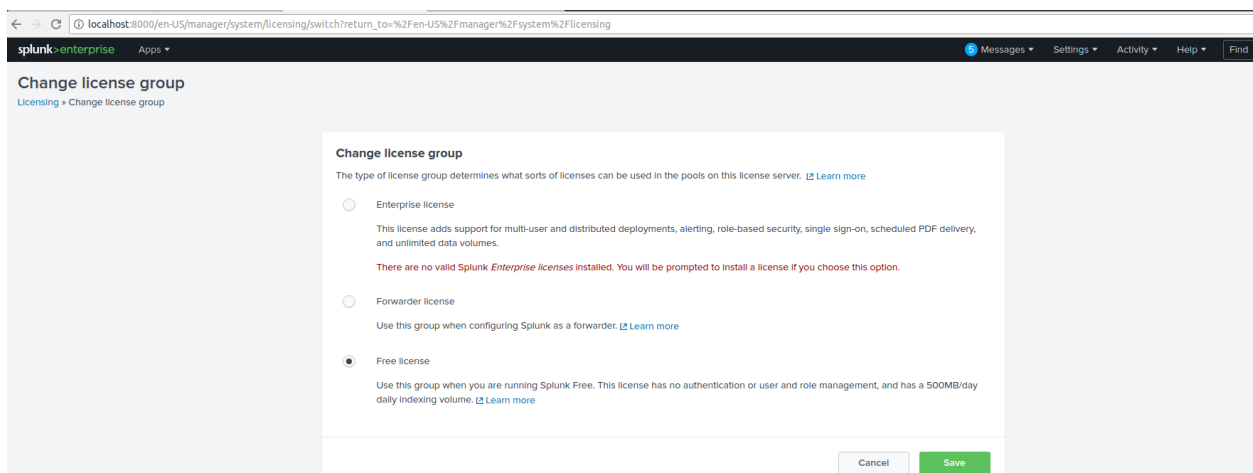 localhost:8000/en-US/manager/system/licensing/switch?return_to=%2Fen-US%2Fmanager%2Fsystem%2Flicensing
splunk>enterprise Apps 5 Messages Settings Activity Help Find
Change license group
Licensing » Change license group
Change license group
The type of license group determines what sorts of licenses can be used in the pools on this license server. Learn more
Enterprise license
This license adds support for multi-user and distributed deployments, alerting, role-based security, single sign-on, scheduled PDF delivery,
and unlimited data volumes.
There are no valid Splunk Enterprise licenses installed. You will be prompted to install a license if you choose this option.
Forwarder license
Use this group when configuring Splunk as a forwarder. Learn more
Free license
Use this group when you are running Splunk Free. This license has no authentication or user and role management, and has a 500MB/day
daily indexing volume. Learn more
Cancel Save